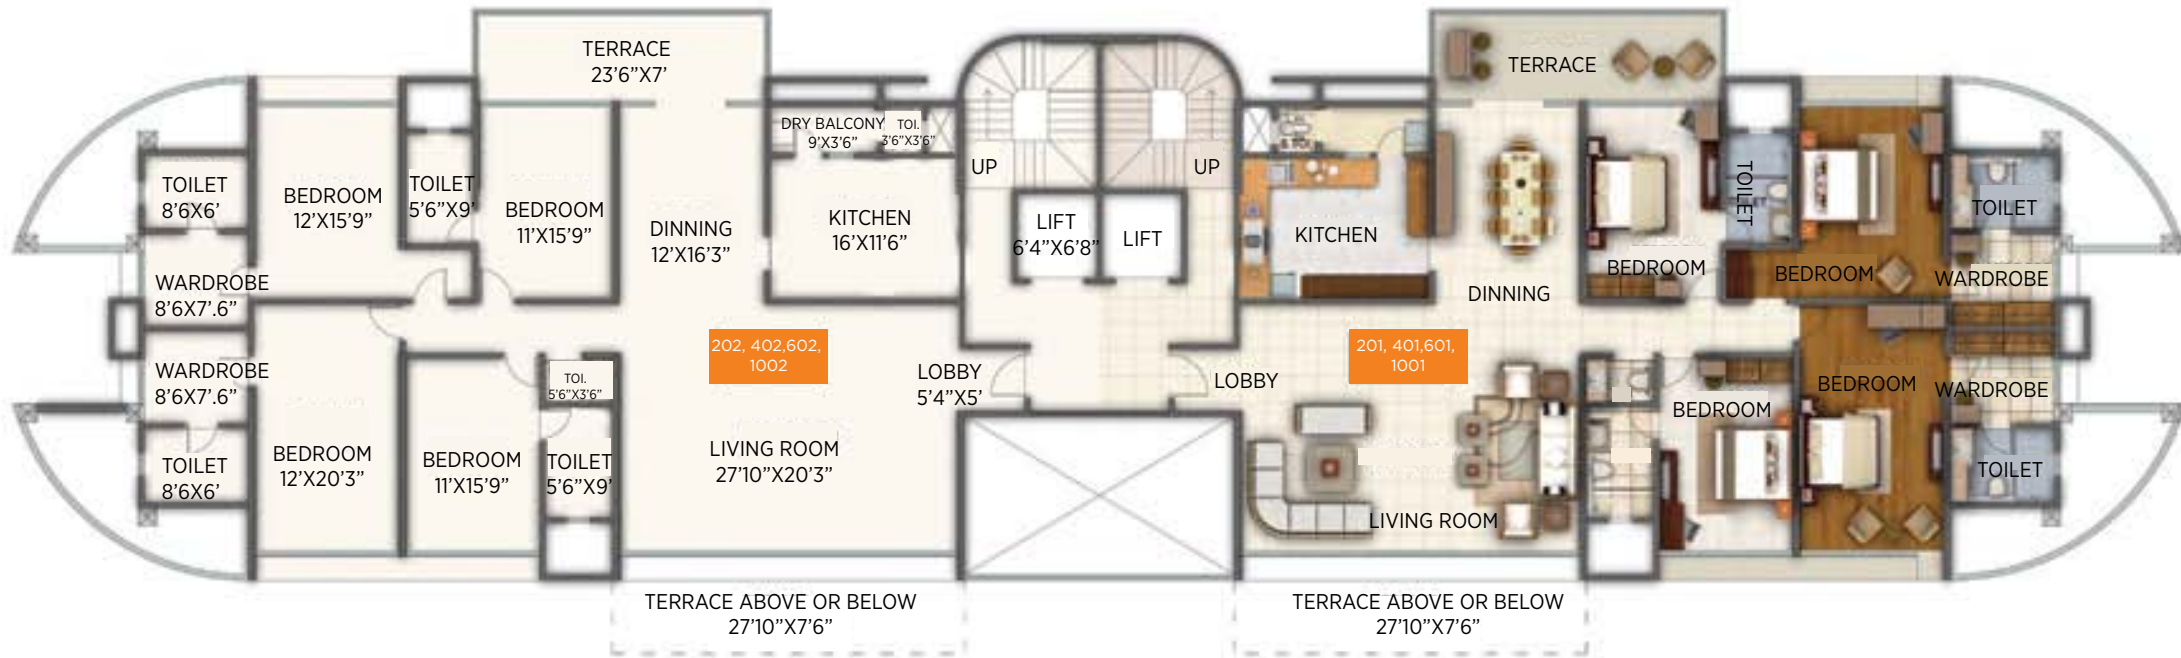 TERRACE
23'6"X7'
TERRACE
DRY BALCONY
9'X3'6"
TOI.
3'6"X3'6"
UP
UP
TOILET
8'6X6'
BEDROOM
12'X15'9"
TOILET
5'6"X9'
BEDROOM
11'X15'9"
DINNING
12'X16'3"
KITCHEN
16'X11'6"
LIFT
6'4"X6'8"
LIFT
KITCHEN
DINNING
BEDROOM
TOILET
BEDROOM
TOILET
WARDROBE
8'6X7'.6"
WARDROBE
WARDROBE
8'6X7'.6"
202, 402,602,
1002
LOBBY
5'4"X5'
LOBBY
201, 401,601,
1001
TOI.
5'6"X3'6"
BEDROOM
BEDROOM
WARDROBE
TOILET
8'6X6'
BEDROOM
12'X20'3"
BEDROOM
11'X15'9"
TOILET
5'6"X9'
LIVING ROOM
27'10"X20'3"
LIVING ROOM
TOILET
TERRACE ABOVE OR BELOW
27'10"X7'6"
TERRACE ABOVE OR BELOW
27'10"X7'6"